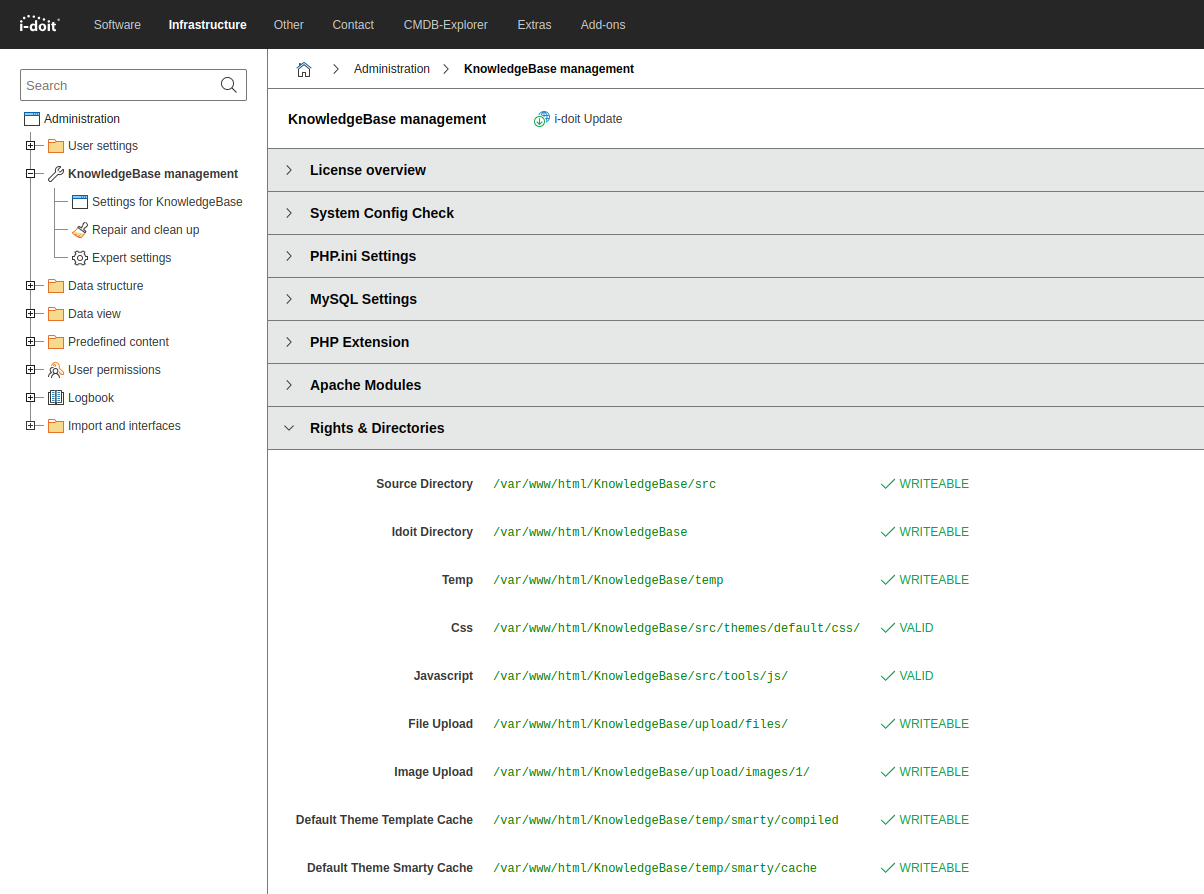 i-doit Software Infrastructure Other Contact CMDB-Explorer Extras Add-ons
Search
Administration
User settings
KnowledgeBase management
Settings for KnowledgeBase
Repair and clean up
Expert settings
Data structure
Data view
Predefined content
User permissions
Logbook
Import and interfaces
Administration KnowledgeBase management
KnowledgeBase management i-doit Update
License overview
System Config Check
PHP.ini Settings
MySQL Settings
PHP Extension
Apache Modules
Rights & Directories
Source Directory /var/www/html/KnowledgeBase/src WRITEABLE
Idoit Directory /var/www/html/KnowledgeBase WRITEABLE
Temp /var/www/html/KnowledgeBase/temp WRITEABLE
Css /var/www/html/KnowledgeBase/src/themes/default/css/ VALID
Javascript /var/www/html/KnowledgeBase/src/tools/js/ VALID
File Upload /var/www/html/KnowledgeBase/upload/files/ WRITEABLE
Image Upload /var/www/html/KnowledgeBase/upload/images/1/ WRITEABLE
Default Theme Template Cache /var/www/html/KnowledgeBase/temp/smarty/compiled WRITEABLE
Default Theme Smarty Cache /var/www/html/KnowledgeBase/temp/smarty/cache WRITEABLE